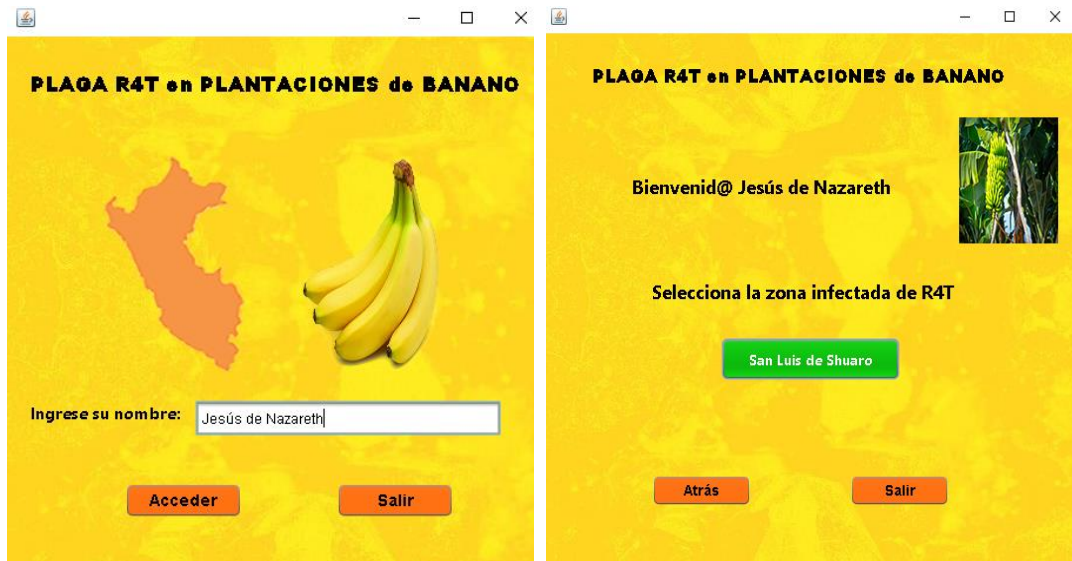 PLAGA R4T en PLANTACIONES de BANANO
Ingrese su nombre:
Jesús de Nazareth
Acceder
Salir
PLAGA R4T en PLANTACIONES de BANANO
Bienvenid@ Jesús de Nazareth
Selecciona la zona infectada de R4T
San Luis de Shuaro
Atrás
Salir